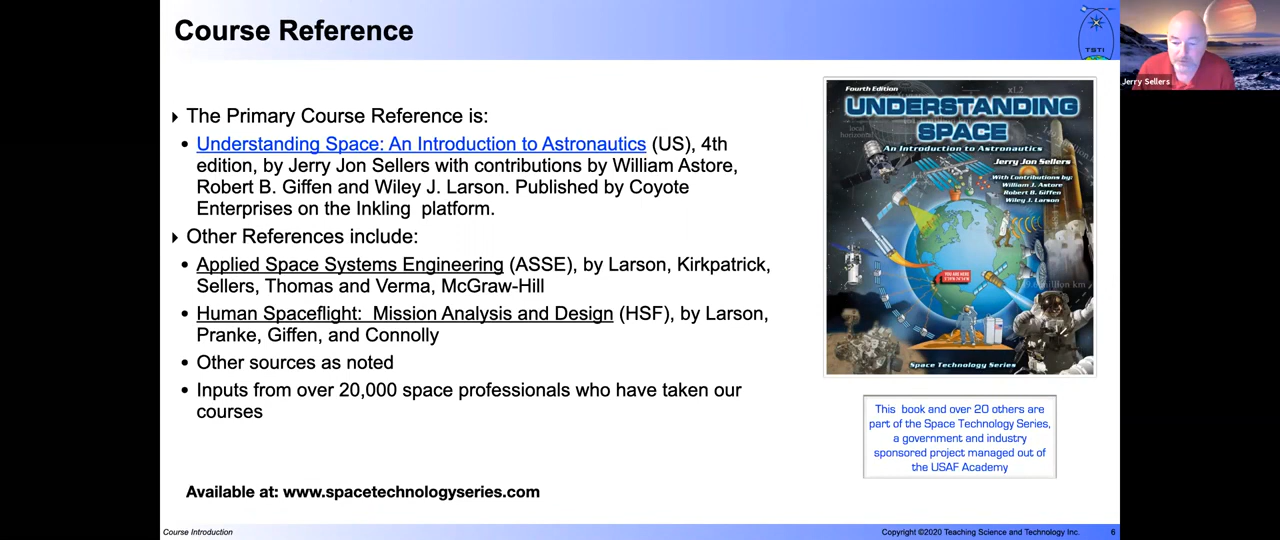 Course Reference
TSTI
Jerry Sellers
The Primary Course Reference is:
• Understanding Space: An Introduction to Astronautics (US), 4th
edition, by Jerry Jon Sellers with contributions by William Astore,
Robert B. Giffen and Wiley J. Larson. Published by Coyote
Enterprises on the Inkling platform.
Other References include:
• Applied Space Systems Engineering (ASSE), by Larson, Kirkpatrick,
Sellers, Thomas and Verma, McGraw-Hill
• Human Spaceflight: Mission Analysis and Design (HSF), by Larson,
Pranke, Giffen, and Connolly
• Other sources as noted
• Inputs from over 20,000 space professionals who have taken our
courses
Available at: www.spacetechnologyseries.com
Fourth Edition
UNDERSTANDING
SPACE
An Introduction to Astronautics
Jerry Jon Sellers
With Contributions by:
William J. Astore
Robert B. Giffen
Wiley J. Larson
local
horizontal
YOU ARE HERE
Space Technology Series
This book and over 20 others are
part of the Space Technology Series,
a government and industry
sponsored project managed out of
the USAF Academy
Course Introduction
Copyright ©2020 Teaching Science and Technology Inc.
6